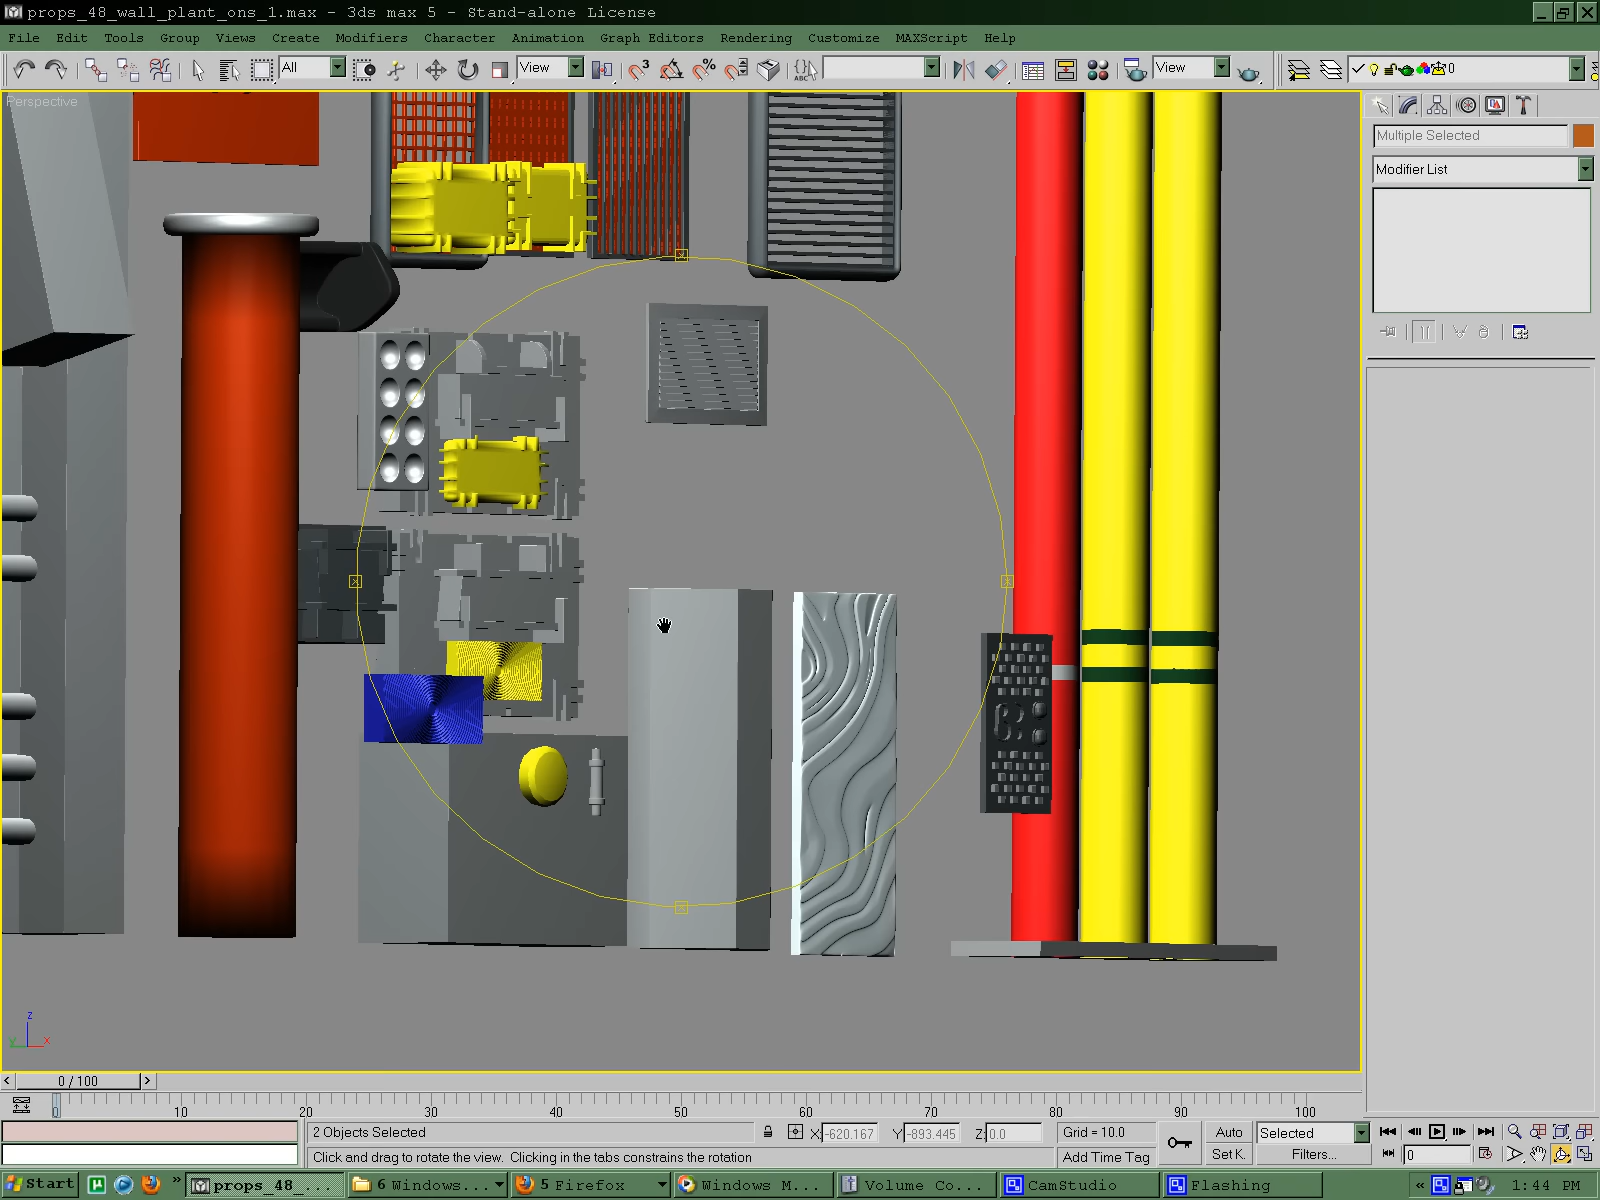 props_48_wall_plant_ons_1.max - 3ds max 5 - Stand-alone License
File Edit Tools Group Views Create Modifiers Character Animation Graph Editors Rendering Customize MAXScript Help
All View 3 % ABC View 0
Perspective
Multiple Selected
Modifier List
z
y x
0 / 100
0 10 20 30 40 50 60 70 80 90 100
2 Objects Selected X: -620.167 Y: -893.445 Z: 0.0 Grid = 10.0 Auto Selected
Click and drag to rotate the view. Clicking in the tabs constrains the rotation Add Time Tag Set K. Filters... 0
Start » props_48_... 6 Windows... 5 Firefox Windows M... Volume Co... CamStudio Flashing « 1:44 PM